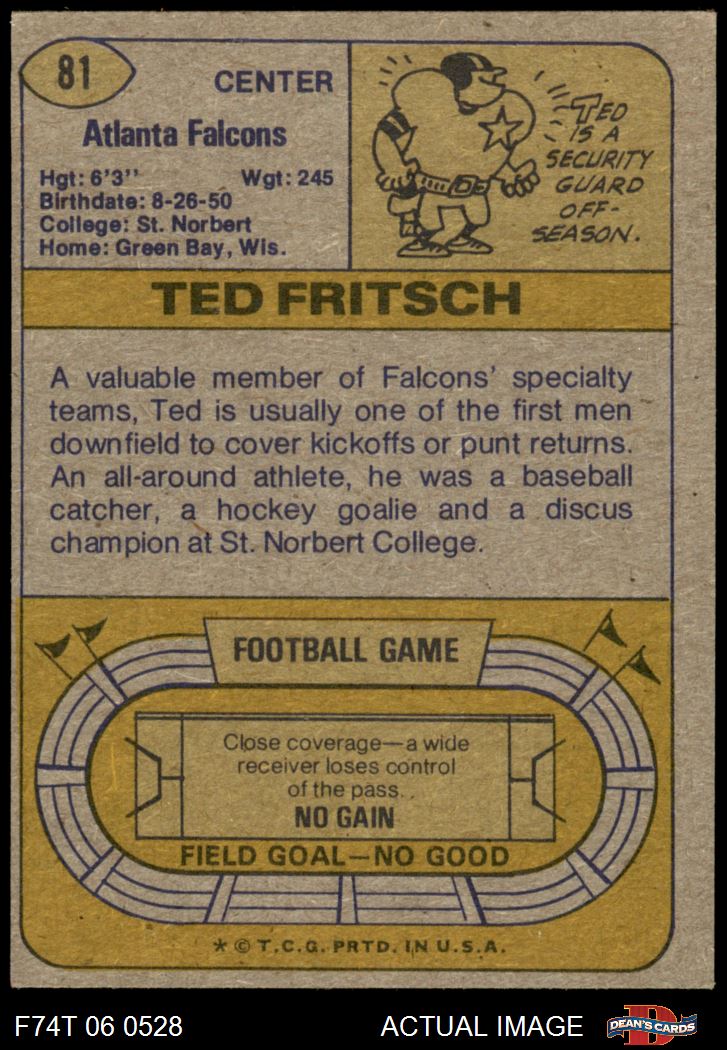 81
CENTER
Atlanta Falcons
Hgt: 6'3'' Wgt: 245
Birthdate: 8-26-50
College: St. Norbert
Home: Green Bay, Wis.
TED
IS A
SECURITY
GUARD
OFF-
SEASON.
TED FRITSCH
A valuable member of Falcons' specialty
teams, Ted is usually one of the first men
downfield to cover kickoffs or punt returns.
An all-around athlete, he was a baseball
catcher, a hockey goalie and a discus
champion at St. Norbert College.
FOOTBALL GAME
Close coverage—a wide
receiver loses control
of the pass..
NO GAIN
FIELD GOAL—NO GOOD
* © T.C.G. PRTD. IN U.S.A.
F74T 06 0528 ACTUAL IMAGE D DEAN'S CARDS